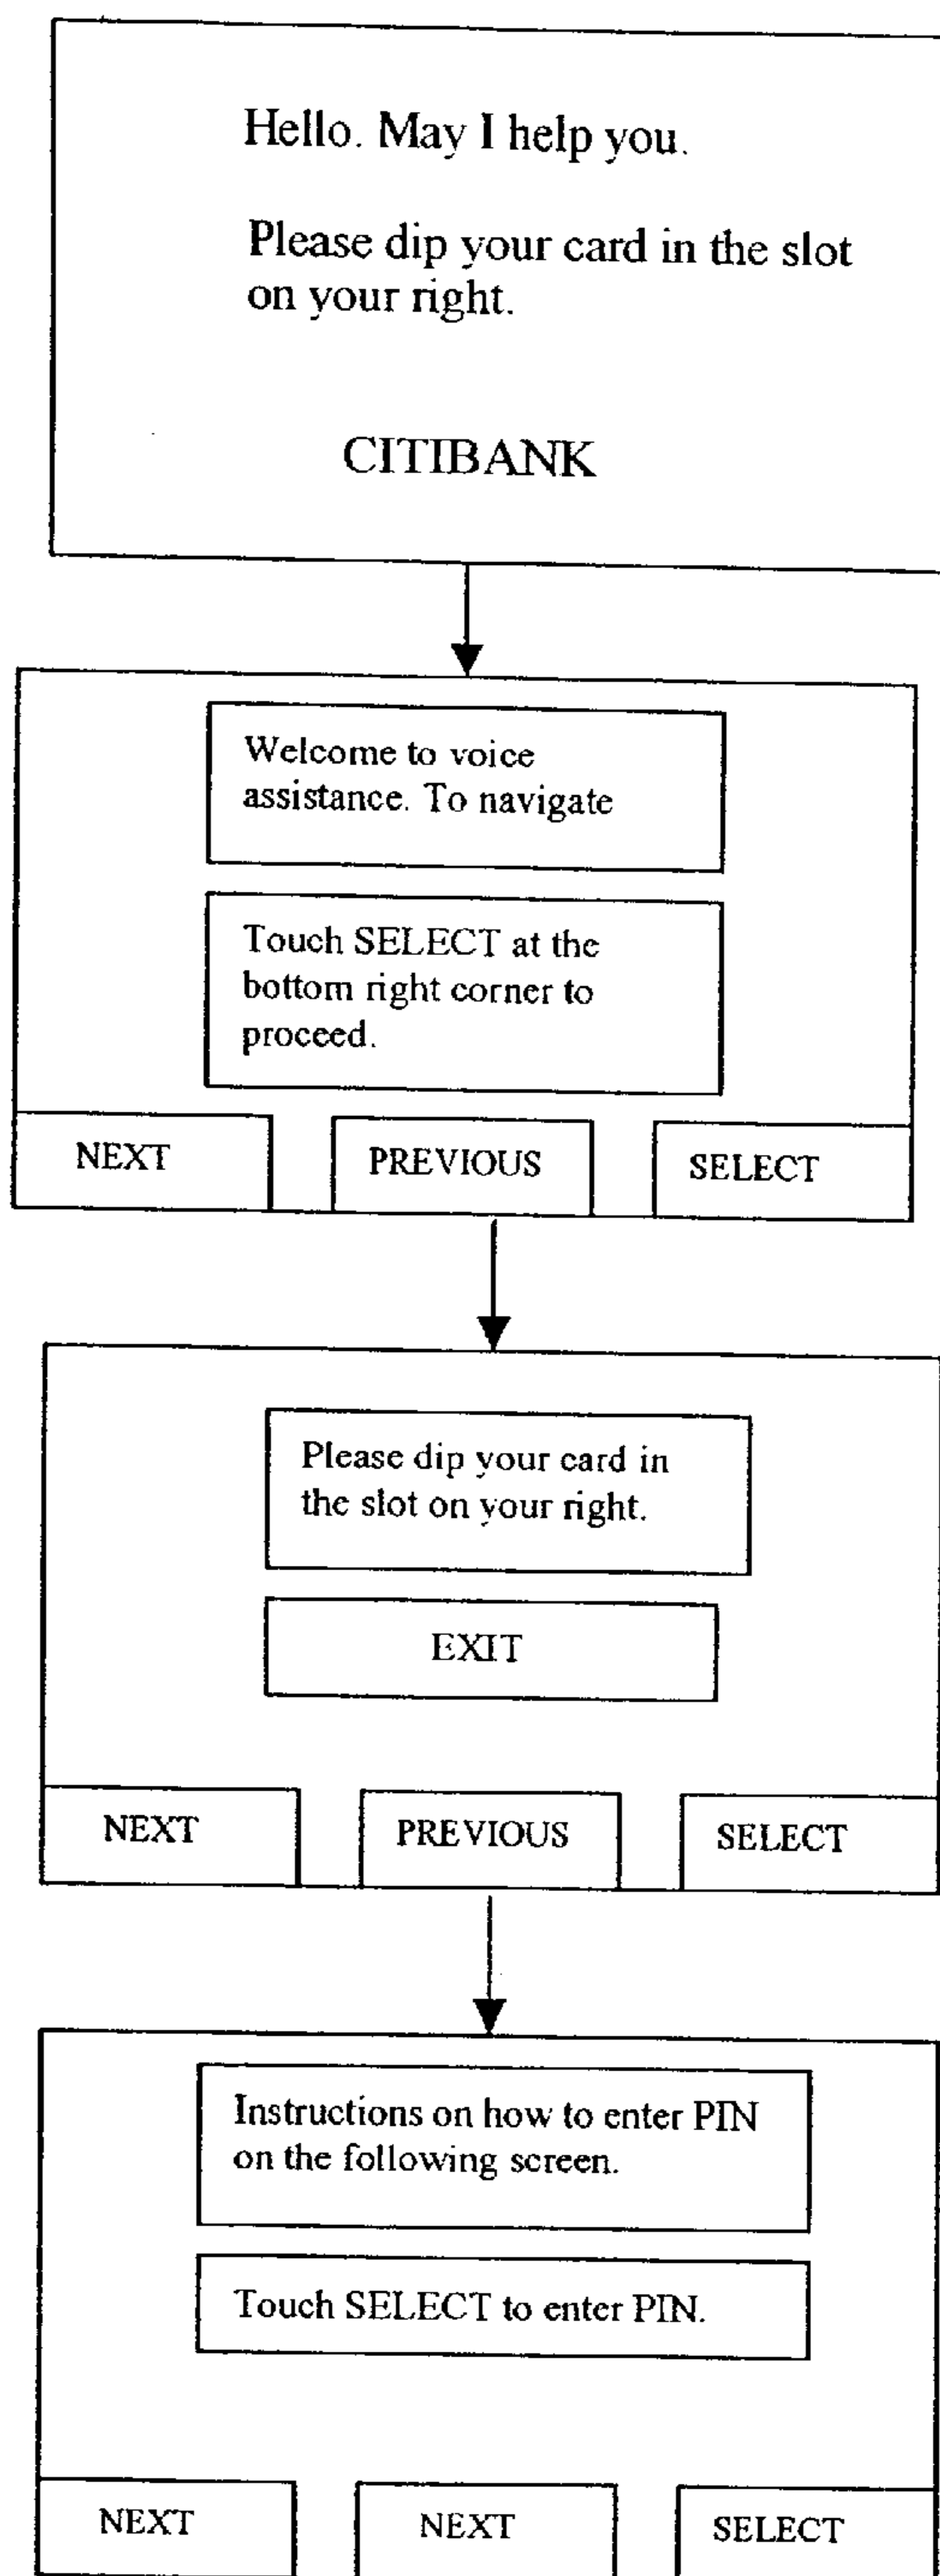 Hello. May I help you.
Please dip your card in the slot
on your right.
CITIBANK
Welcome to voice
assistance. To navigate
Touch SELECT at the
bottom right corner to
proceed.
NEXT PREVIOUS SELECT
Please dip your card in
the slot on your right.
EXIT
NEXT PREVIOUS SELECT
Instructions on how to enter PIN
on the following screen.
Touch SELECT to enter PIN.
NEXT NEXT SELECT